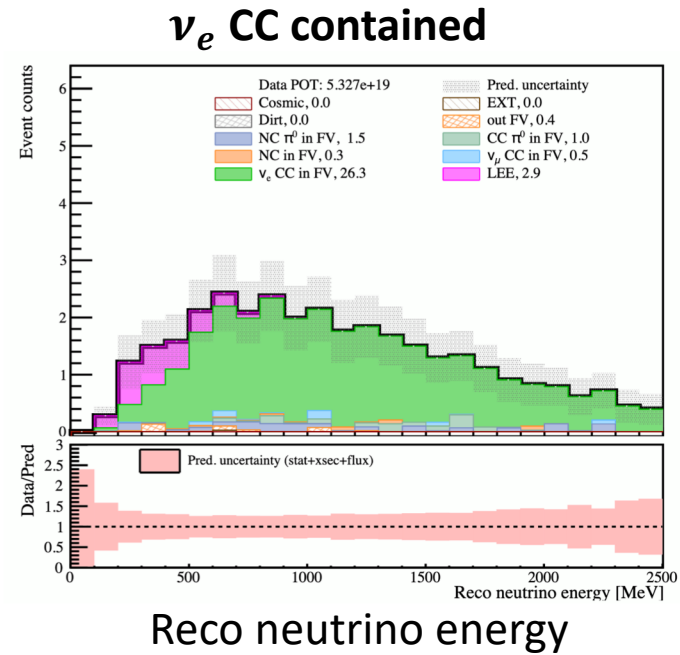 νe CC contained
Data POT: 5.327e+19
Pred. uncertainty
Cosmic, 0.0
EXT, 0.0
Dirt, 0.0
out FV, 0.4
NC π⁰ in FV, 1.5
CC π⁰ in FV, 1.0
NC in FV, 0.3
νμ CC in FV, 0.5
νe CC in FV, 26.3
LEE, 2.9
Event counts
6
5
4
3
2
1
0
Pred. uncertainty (stat+xsec+flux)
Data/Pred
3
2.5
2
1.5
1
0.5
0
0 500 1000 1500 2000 2500
Reco neutrino energy [MeV]
Reco neutrino energy